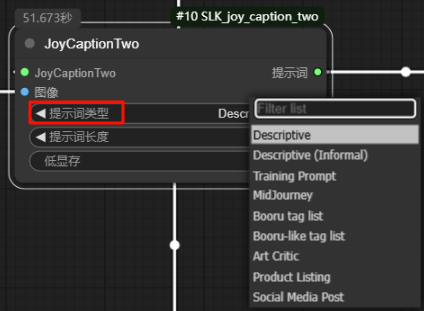 51.673秒
#10 SLK_joy_caption_two
JoyCaptionTwo
JoyCaptionTwo 提示词
图像
提示词类型 Descr
提示词长度
低显存
Filter list
Descriptive
Descriptive (Informal)
Training Prompt
MidJourney
Booru tag list
Booru-like tag list
Art Critic
Product Listing
Social Media Post